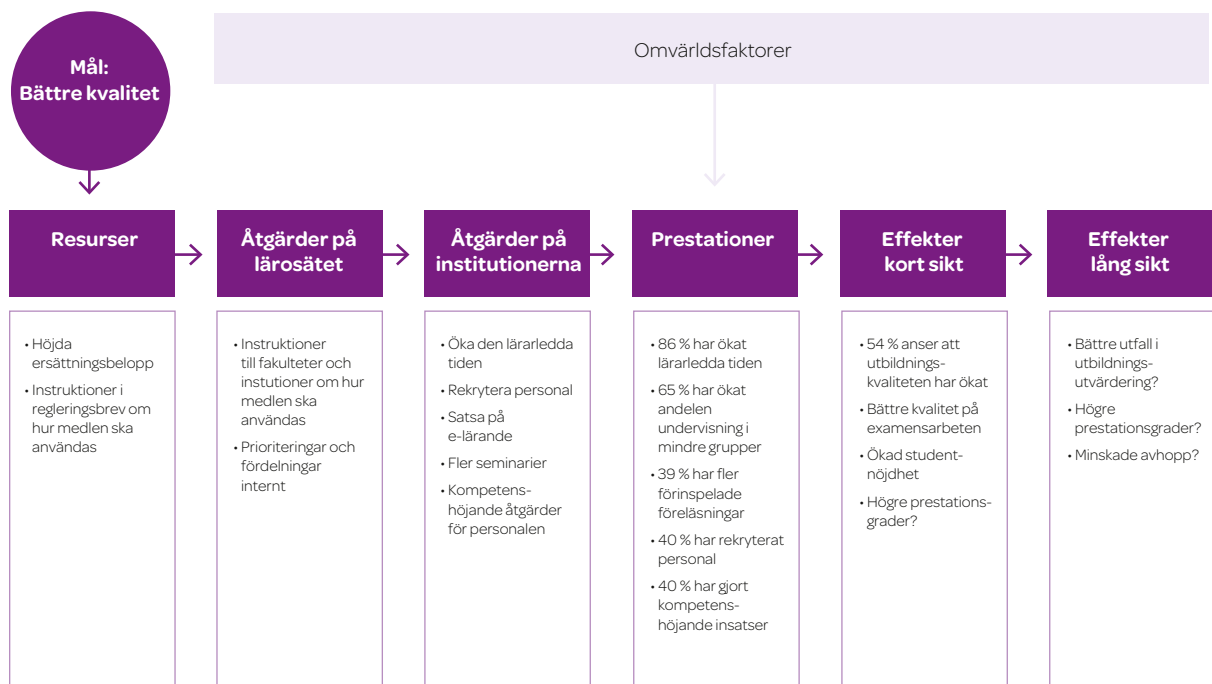 Mål:
Bättre kvalitet
Omvärldsfaktorer
Resurser
• Höjda
ersättningsbelopp
• Instruktioner i
regleringsbrev om
hur medlen ska
användas
Åtgärder på
lärosätet
• Instruktioner
till fakulteter och
instutioner om hur
medlen ska
användas
• Prioriteringar och
fördelningar
internt
Åtgärder på
institutionerna
• Öka den lärarledda
tiden
• Rekrytera personal
• Satsa på
e-lärande
• Fler seminarier
• Kompetens-
höjande åtgärder
för personalen
Prestationer
• 86 % har ökat
lärarledda tiden
• 65 % har ökat
andelen
undervisning i
mindre grupper
• 39 % har fler
förinspelade
föreläsningar
• 40 % har rekryterat
personal
• 40 % har gjort
kompetens-
höjande insatser
Effekter
kort sikt
• 54 % anser att
utbildnings-
kvaliteten har ökat
• Bättre kvalitet på
examensarbeten
• Ökad student-
nöjdhet
• Högre prestations-
grader?
Effekter
lång sikt
• Bättre utfall i
utbildnings-
utvärdering?
• Högre
prestationsgrader?
• Minskade avhopp?